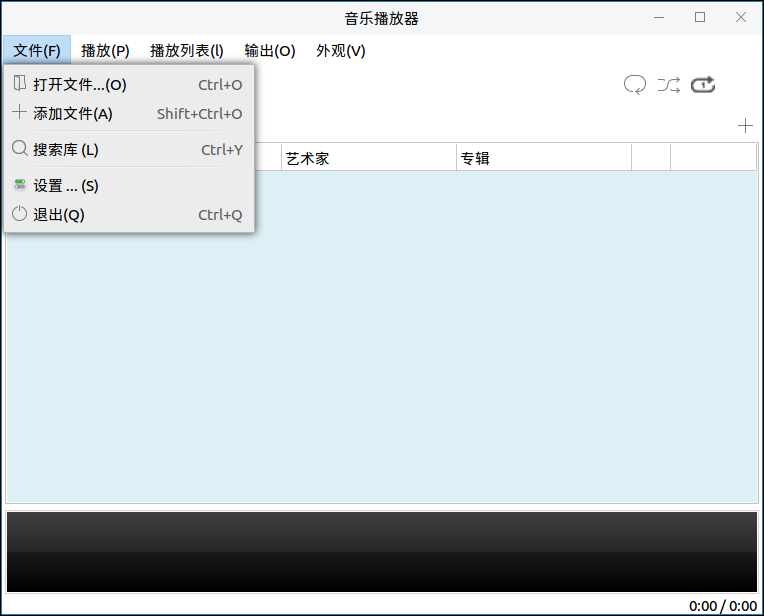 音乐播放器
文件(F) 播放(P) 播放列表(l) 输出(O) 外观(V)
打开文件...(O) Ctrl+O
添加文件(A) Shift+Ctrl+O
搜索库 (L) Ctrl+Y
艺术家 专辑
设置 ... (S)
退出(Q) Ctrl+Q
0:00 / 0:00